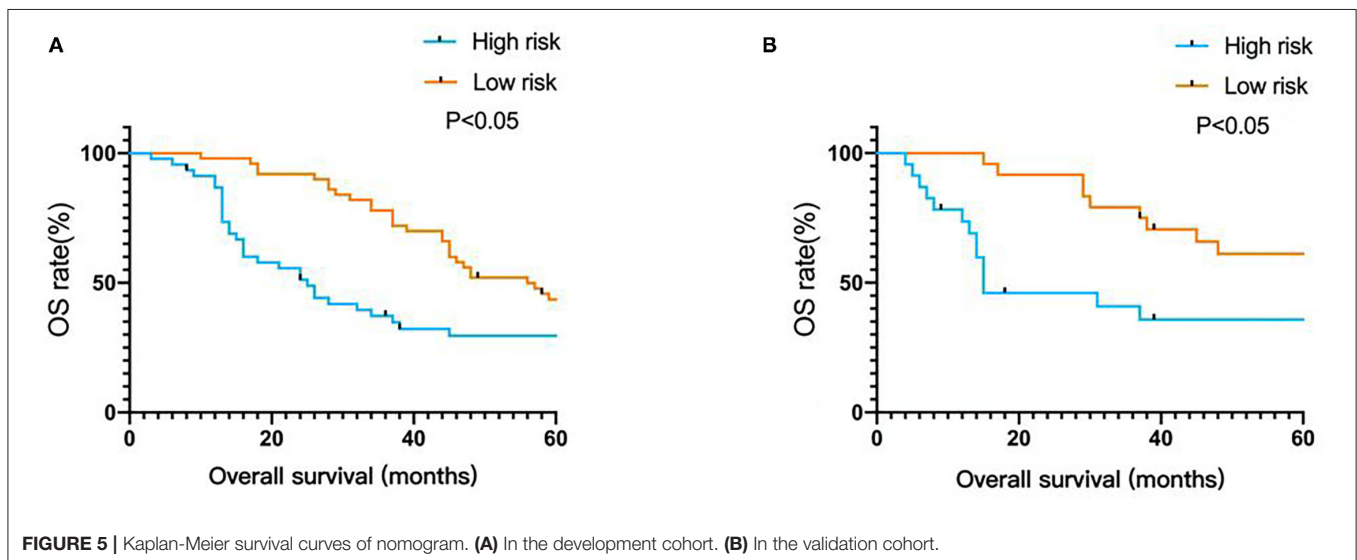 A
High risk
Low risk
P<0.05
100
50
0
OS rate(%)
0 20 40 60
Overall survival (months)
B
High risk
Low risk
P<0.05
100
50
0
OS rate(%)
0 20 40 60
Overall survival (months)
FIGURE 5 | Kaplan-Meier survival curves of nomogram. (A) In the development cohort. (B) In the validation cohort.